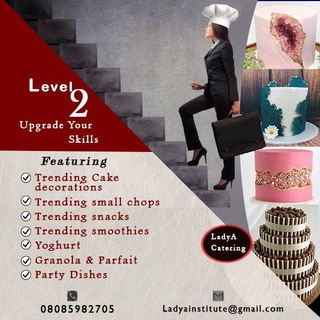 Level
2
Upgrade Your
Skills
Featuring
Trending Cake
decorations
Trending small chops
Trending snacks
Trending smoothies
Yoghurt
Granola & Parfait
Party Dishes
LadyA
Catering
08085982705
Ladyainstitute@gmail.com